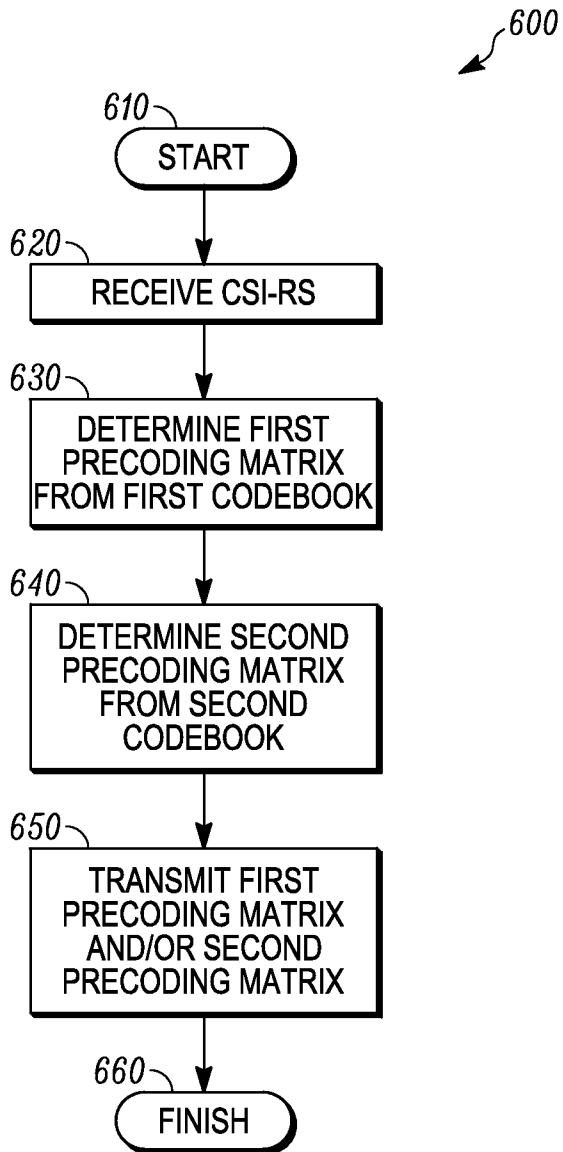 600
610
START
620
RECEIVE CSI-RS
630
DETERMINE FIRST
PRECODING MATRIX
FROM FIRST CODEBOOK
640
DETERMINE SECOND
PRECODING MATRIX
FROM SECOND
CODEBOOK
650
TRANSMIT FIRST
PRECODING MATRIX
AND/OR SECOND
PRECODING MATRIX
660
FINISH